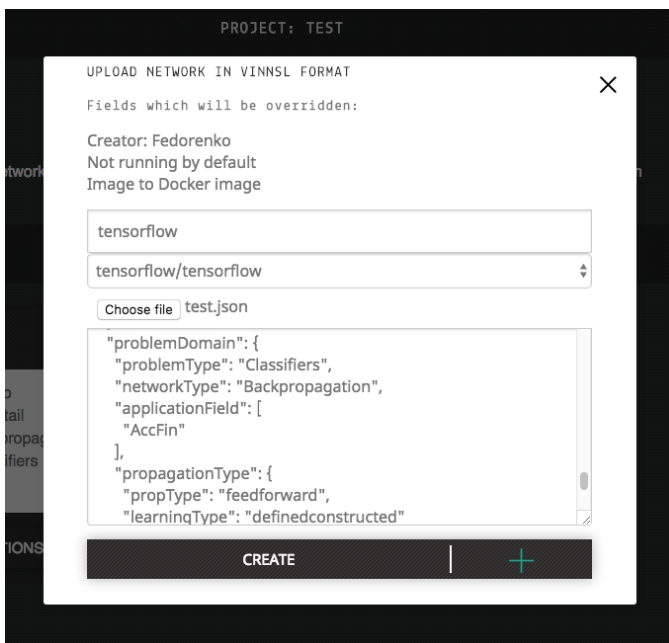 PROJECT: TEST
UPLOAD NETWORK IN VINNSL FORMAT
Fields which will be overridden:
Creator: Fedorenko
Not running by default
Image to Docker image
tensorflow
tensorflow/tensorflow
Choose file test.json
"problemDomain": {
"problemType": "Classifiers",
"networkType": "Backpropagation",
"applicationField": [
"AccFin"
],
"propagationType": {
"propType": "feedforward",
"learningType": "definedconstructed"
CREATE